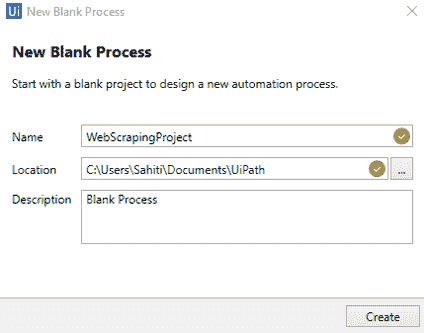 Ui New Blank Process
New Blank Process
Start with a blank project to design a new automation process.
Name WebScrapingProject
Location C:\Users\Sahiti\Documents\UiPath ...
Description Blank Process
Create